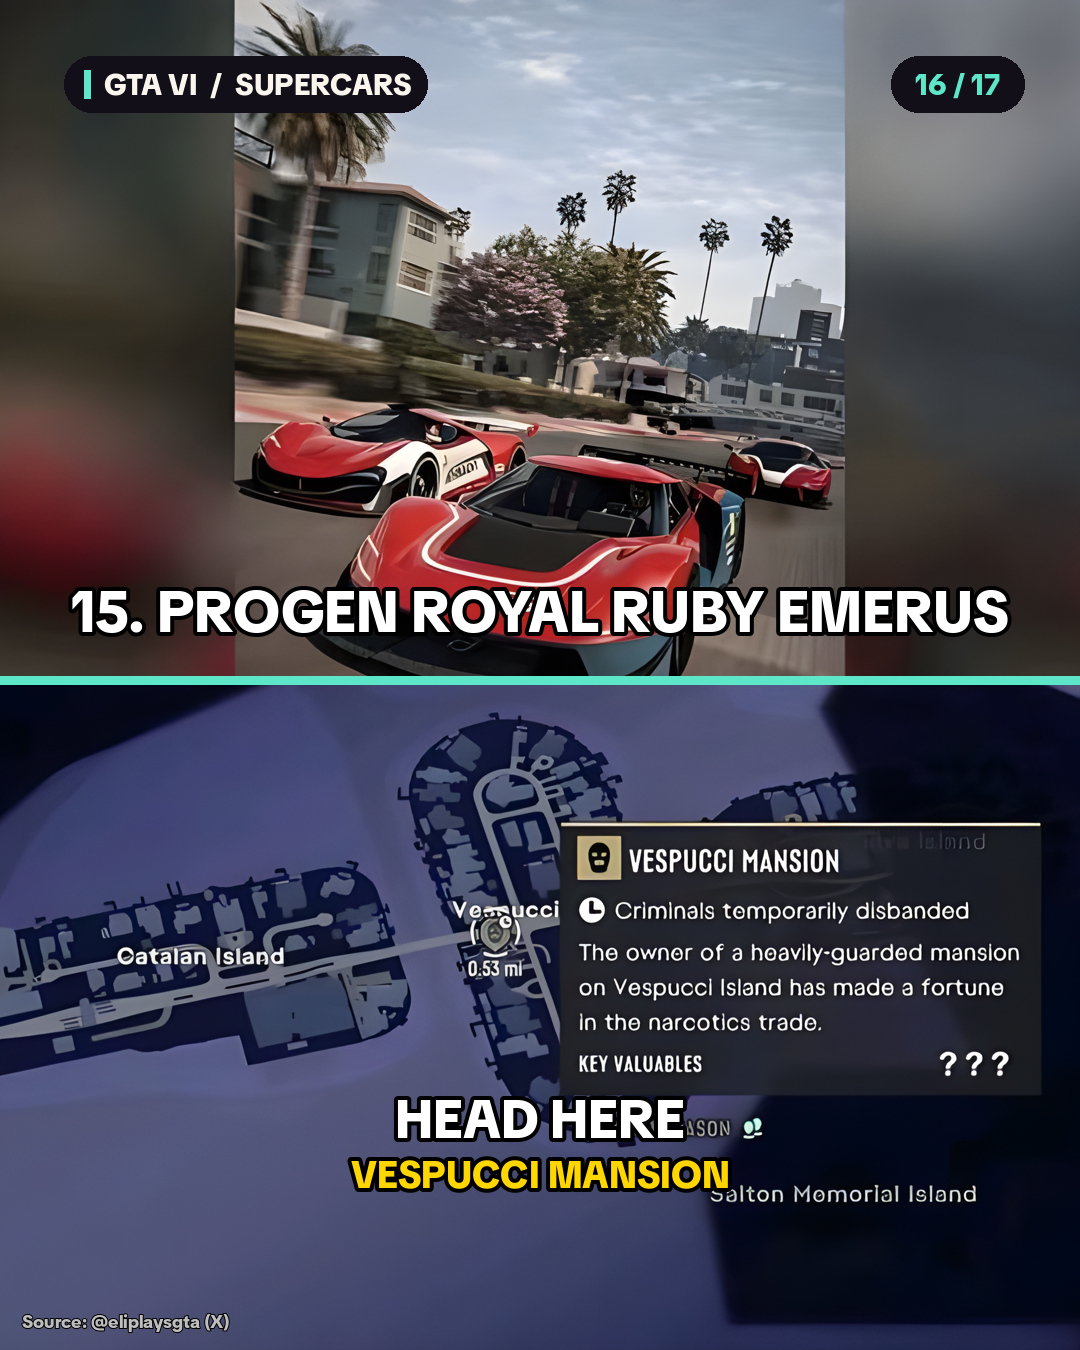 GTA VI / SUPERCARS
16 / 17
15. PROGEN ROYAL RUBY EMERUS
VESPUCCI MANSION
Criminals temporarily disbanded
The owner of a heavily-guarded mansion
on Vespucci Island has made a fortune
in the narcotics trade.
KEY VALUABLES ? ? ?
Island
Vespucci
Catalan Island
0.53 mi
HEAD HERE
VESPUCCI MANSION
Salton Memorial Island
Source: @eliplaysgta (X)